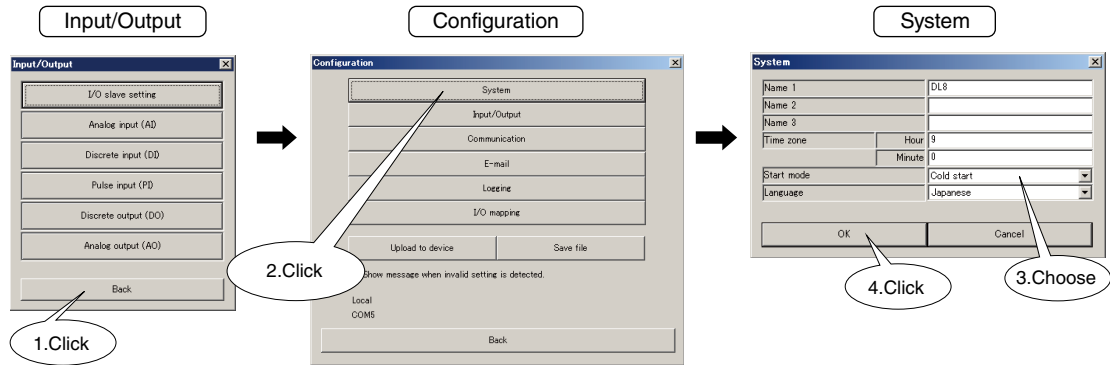 Input/Output
Configuration
System
Input/Output
I/O slave setting
Analog input (AI)
Discrete input (DI)
Pulse input (PI)
Discrete output (DO)
Analog output (AO)
Back
1.Click
Configuration
System
Input/Output
Communication
E-mail
Logging
I/O mapping
Upload to device
Save file
Show message when invalid setting is detected.
Local
COM5
Back
2.Click
System
Name 1 DL8
Name 2
Name 3
Time zone Hour 9
Minute 0
Start mode Cold start
Language Japanese
OK
Cancel
4.Click
3.Choose